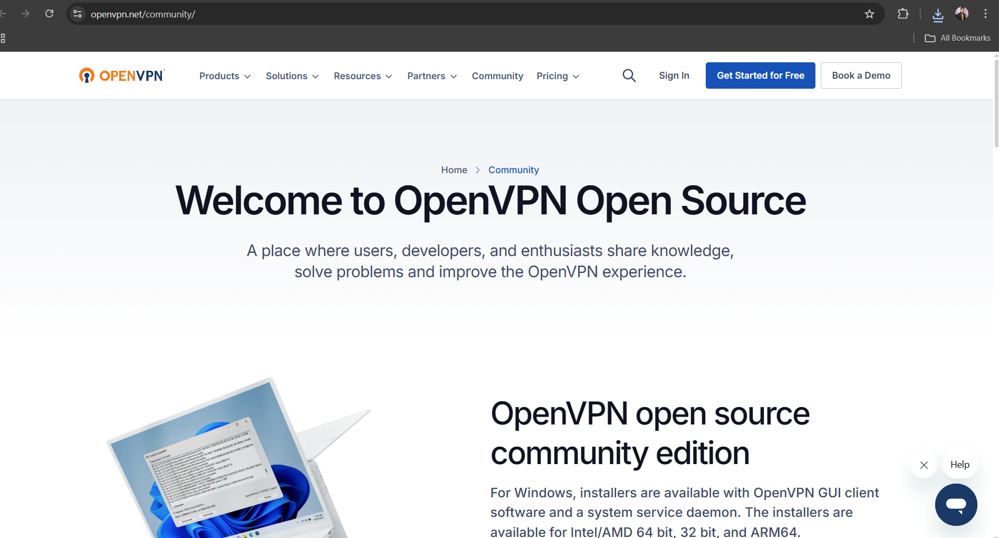 openvpn.net/community/
All Bookmarks
OPENVPN
Products
Solutions
Resources
Partners
Community
Pricing
Sign In
Get Started for Free
Book a Demo
Home
Community
Welcome to OpenVPN Open Source
A place where users, developers, and enthusiasts share knowledge,
solve problems and improve the OpenVPN experience.
OpenVPN open source
community edition
For Windows, installers are available with OpenVPN GUI client
software and a system service daemon. The installers are
available for Intel/AMD 64 bit, 32 bit, and ARM64.
Help